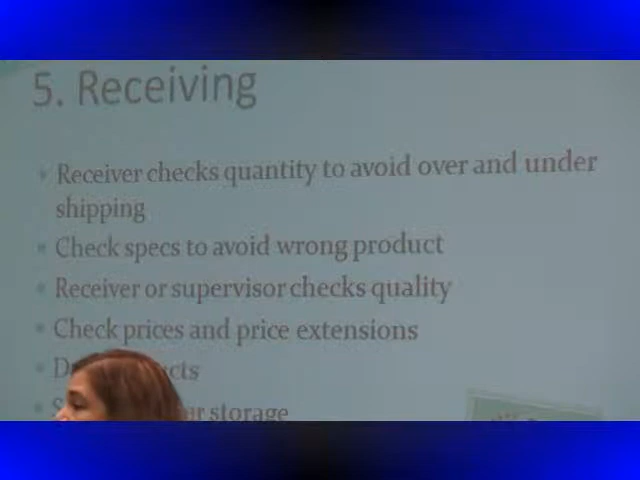 5. Receiving
Receiver checks quantity to avoid over and under
shipping
Check specs to avoid wrong product
Receiver or supervisor checks quality
Check prices and price extensions
storage